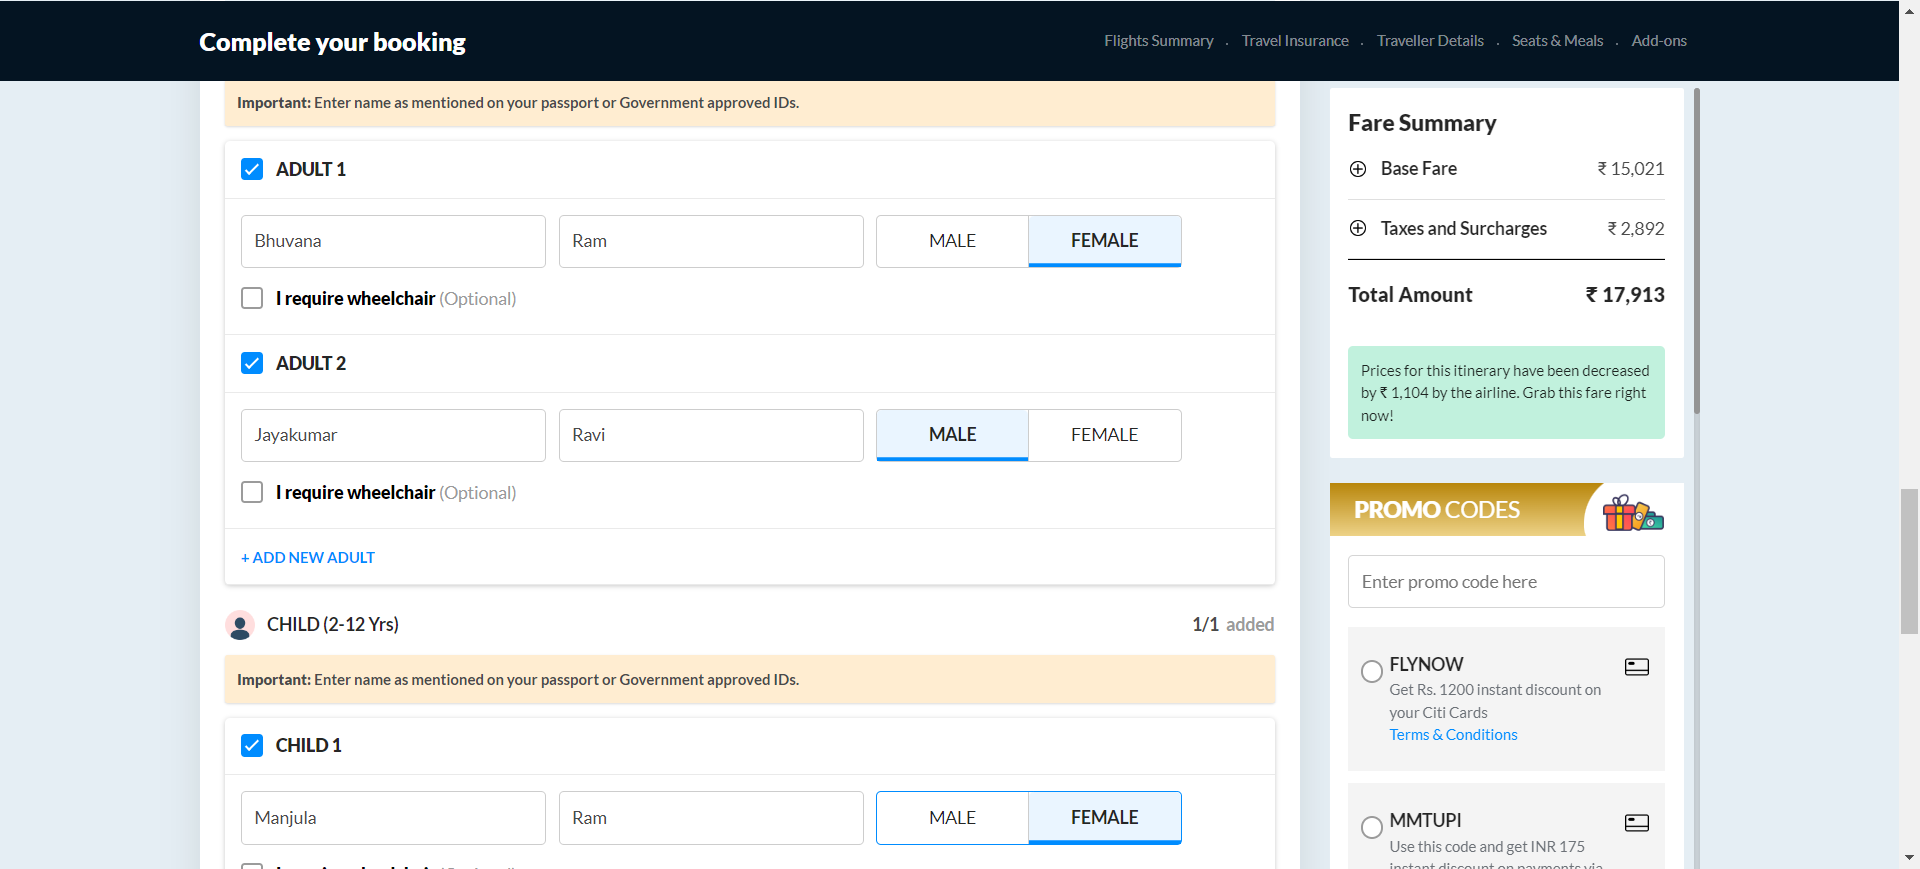 Complete your booking
Flights Summary . Travel Insurance . Traveller Details . Seats & Meals . Add-ons
Important: Enter name as mentioned on your passport or Government approved IDs.
ADULT 1
Bhuvana
Ram
MALE
FEMALE
I require wheelchair (Optional)
ADULT 2
Jayakumar
Ravi
MALE
FEMALE
I require wheelchair (Optional)
+ ADD NEW ADULT
CHILD (2-12 Yrs)
1/1 added
Important: Enter name as mentioned on your passport or Government approved IDs.
CHILD 1
Manjula
Ram
MALE
FEMALE
Fare Summary
Base Fare ₹ 15,021
Taxes and Surcharges ₹ 2,892
Total Amount ₹ 17,913
Prices for this itinerary have been decreased
by ₹ 1,104 by the airline. Grab this fare right
now!
PROMO CODES
Enter promo code here
FLYNOW
Get Rs. 1200 instant discount on
your Citi Cards
Terms & Conditions
MMTUPI
Use this code and get INR 175
instant discount on payments via